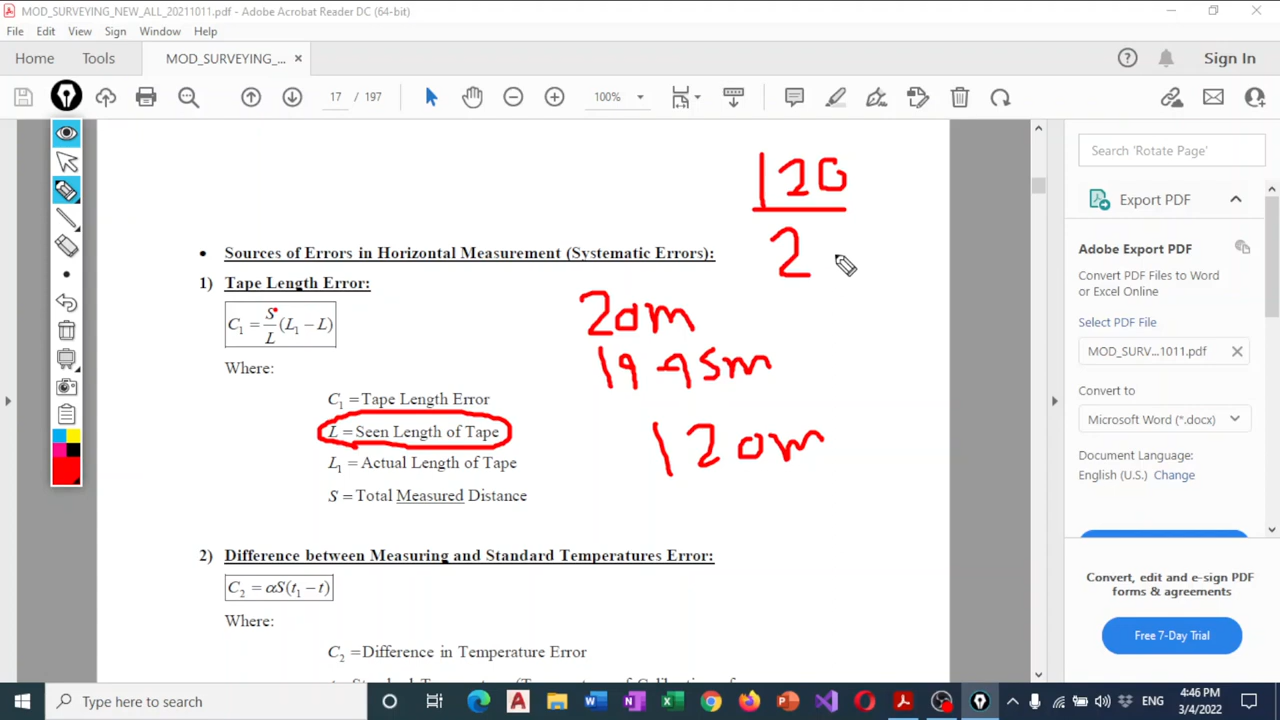 MOD_SURVEYING_NEW_ALL_20211011.pdf - Adobe Acrobat Reader DC (64-bit)
File Edit View Sign Window Help
Home Tools MOD_SURVEYING_... × Sign In
17 / 197 100%
120
2
• Sources of Errors in Horizontal Measurement (Systematic Errors):
1) Tape Length Error:
C1 = S/L (L1 − L)
20m
19 95m
Where:
C1 =Tape Length Error
L =Seen Length of Tape
120m
L1 =Actual Length of Tape
S =Total Measured Distance
2) Difference between Measuring and Standard Temperatures Error:
C2 = αS(t1 − t)
Where:
C2 =Difference in Temperature Error
Search 'Rotate Page'
Export PDF
Adobe Export PDF
Convert PDF Files to Word
or Excel Online
Select PDF File
MOD_SURV...1011.pdf ×
Convert to
Microsoft Word (*.docx)
Document Language:
English (U.S.) Change
Convert, edit and e-sign PDF
forms & agreements
Free 7-Day Trial
Type here to search
ENG
4:46 PM
3/4/2022